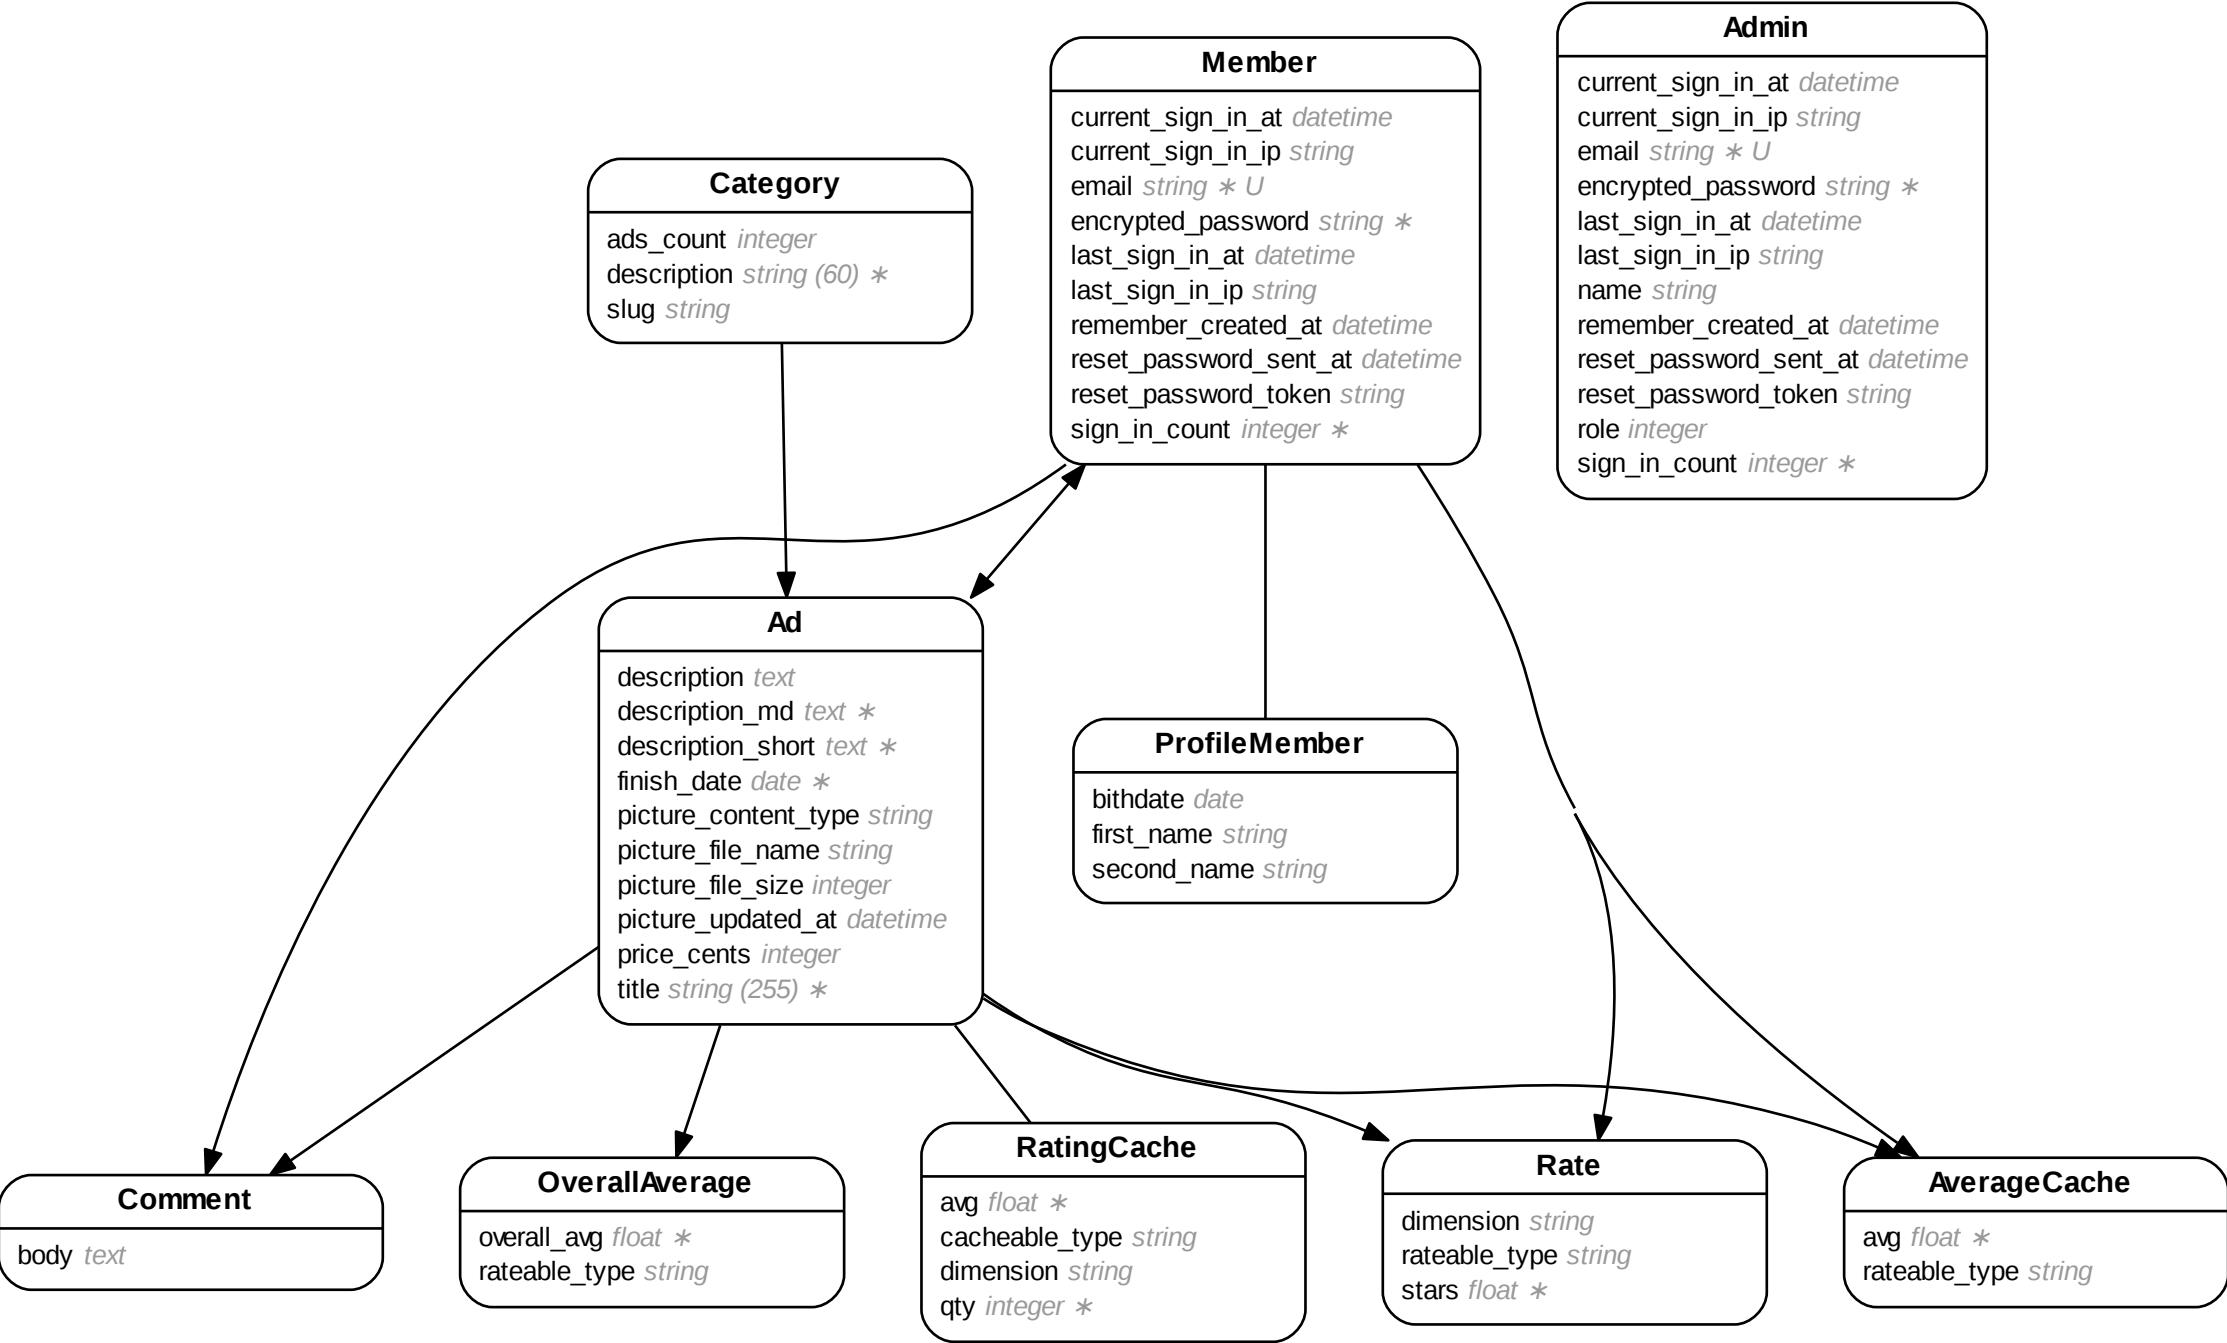 Category
ads_count integer
description string (60) ∗
slug string
Member
current_sign_in_at datetime
current_sign_in_ip string
email string ∗ U
encrypted_password string ∗
last_sign_in_at datetime
last_sign_in_ip string
remember_created_at datetime
reset_password_sent_at datetime
reset_password_token string
sign_in_count integer ∗
Admin
current_sign_in_at datetime
current_sign_in_ip string
email string ∗ U
encrypted_password string ∗
last_sign_in_at datetime
last_sign_in_ip string
name string
remember_created_at datetime
reset_password_sent_at datetime
reset_password_token string
role integer
sign_in_count integer ∗
Ad
description text
description_md text ∗
description_short text ∗
finish_date date ∗
picture_content_type string
picture_file_name string
picture_file_size integer
picture_updated_at datetime
price_cents integer
title string (255) ∗
ProfileMember
bithdate date
first_name string
second_name string
Comment
body text
OverallAverage
overall_avg float ∗
rateable_type string
RatingCache
avg float ∗
cacheable_type string
dimension string
qty integer ∗
Rate
dimension string
rateable_type string
stars float ∗
AverageCache
avg float ∗
rateable_type string